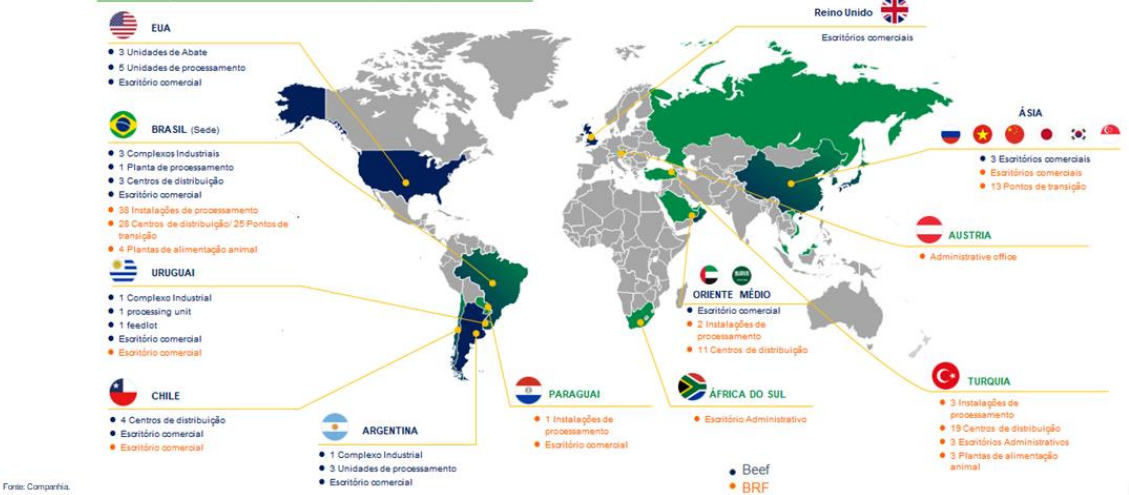 EUA
3 Unidades de Abate
5 Unidades de processamento
Escritório comercial
BRASIL (Sede)
3 Complexos Industriais
1 Planta de processamento
3 Centros de distribuição
Escritório comercial
38 Instalações de processamento
28 Centros de distribuição/ 25 Pontos de
transição
4 Plantas de alimentação animal
URUGUAI
1 Complexo Industrial
1 processing unit
1 feedlot
Escritório comercial
Escritório comercial
CHILE
4 Centros de distribuição
Escritório comercial
Escritório comercial
ARGENTINA
1 Complexo Industrial
3 Unidades de processamento
Escritório comercial
PARAGUAI
1 Instalações de
processamento
Escritório comercial
Reino Unido
Escritórios comerciais
ÁSIA
3 Escritórios comerciais
Escritórios comerciais
13 Pontos de transição
AUSTRIA
Administrative office
ORIENTE MÉDIO
Escritório comercial
2 Instalações de
processamento
11 Centros de distribuição
ÁFRICA DO SUL
Escritório Administrativo
TURQUIA
3 Instalações de
processamento
19 Centros de distribuição
3 Escritórios Administrativos
3 Plantas de alimentação
animal
Beef
BRF
Fonte: Companhia.